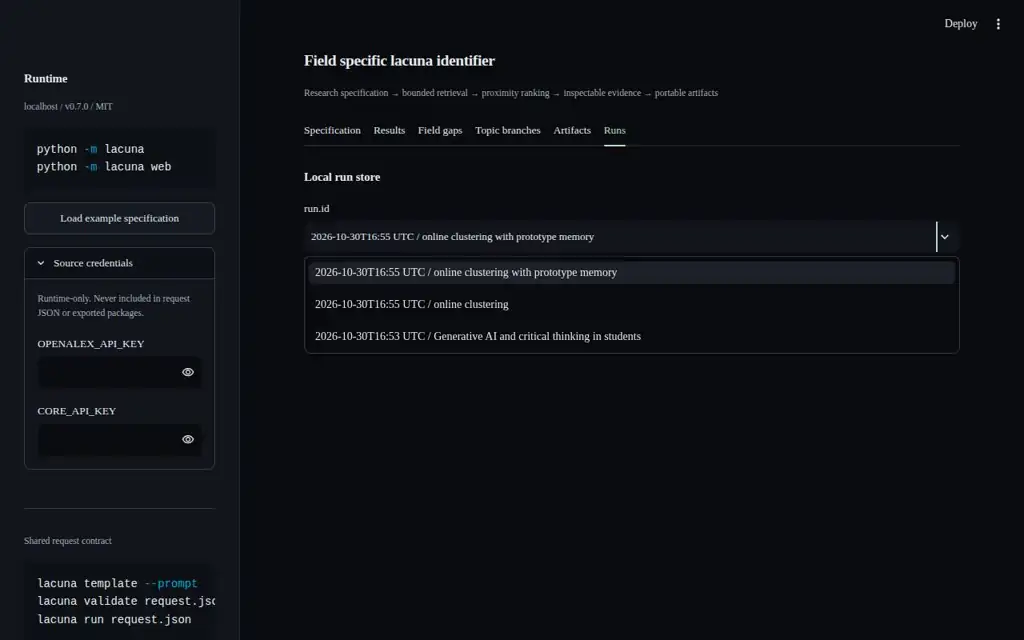 Deploy
Runtime
localhost / v0.7.0 / MIT
python -m lacuna
python -m lacuna web
Load example specification
Source credentials
Runtime-only. Never included in request
JSON or exported packages.
OPENALEX_API_KEY
CORE_API_KEY
Shared request contract
lacuna template --prompt
lacuna validate request.jsc
lacuna run request.json
Field specific lacuna identifier
Research specification → bounded retrieval → proximity ranking → inspectable evidence → portable artifacts
Specification Results Field gaps Topic branches Artifacts Runs
Local run store
run.id
2026-10-30T16:55 UTC / online clustering with prototype memory
2026-10-30T16:55 UTC / online clustering with prototype memory
2026-10-30T16:55 UTC / online clustering
2026-10-30T16:53 UTC / Generative AI and critical thinking in students